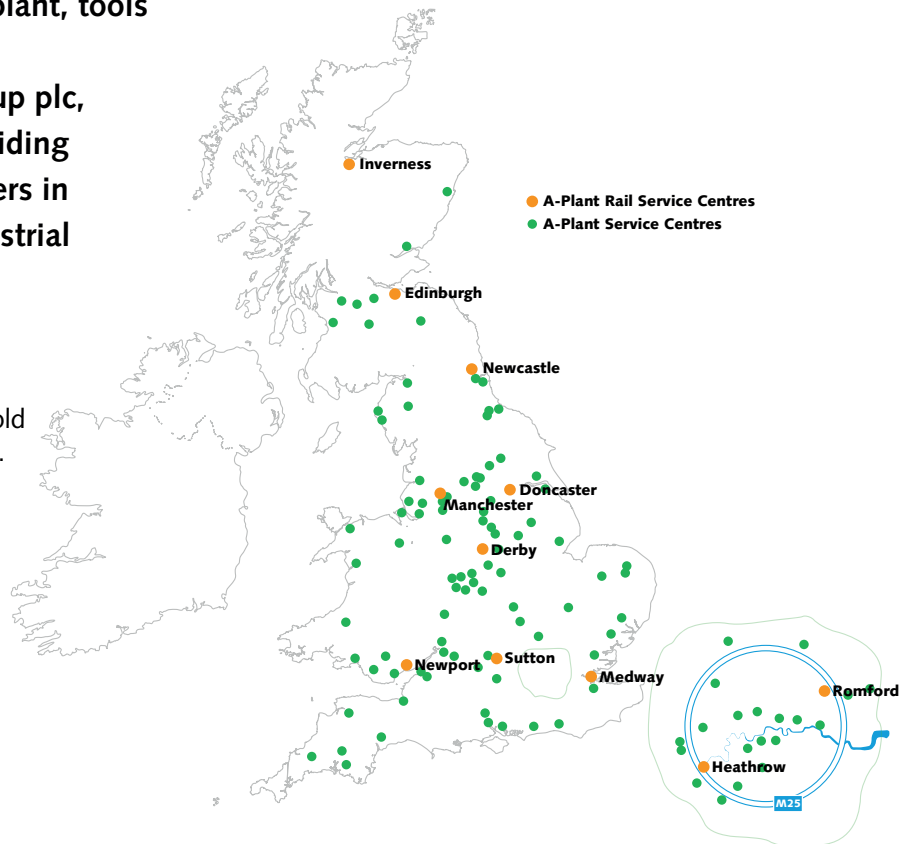 plant, tools
up plc,
iding
ers in
strial
old
.
Inverness
A-Plant Rail Service Centres
A-Plant Service Centres
Edinburgh
Newcastle
Doncaster
Manchester
Derby
Newport
Sutton
Medway
Romford
Heathrow
M25